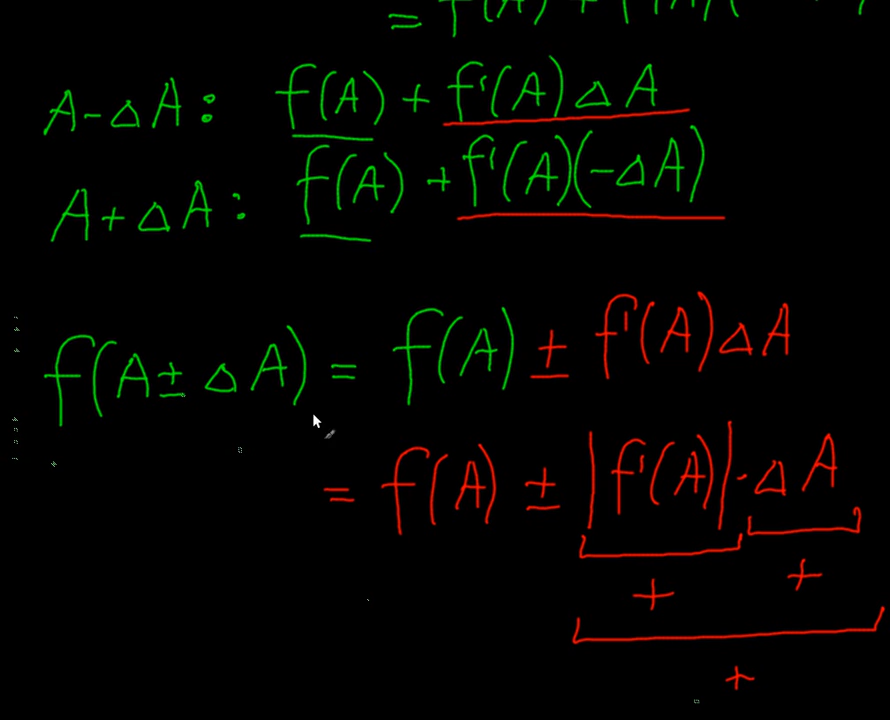 A-ΔA: f(A) + f'(A)ΔA
A+ΔA: f(A) + f'(A)(-ΔA)
f(A ± ΔA) = f(A) ± f'(A)ΔA
= f(A) ± |f'(A)|·ΔA
+ +
+